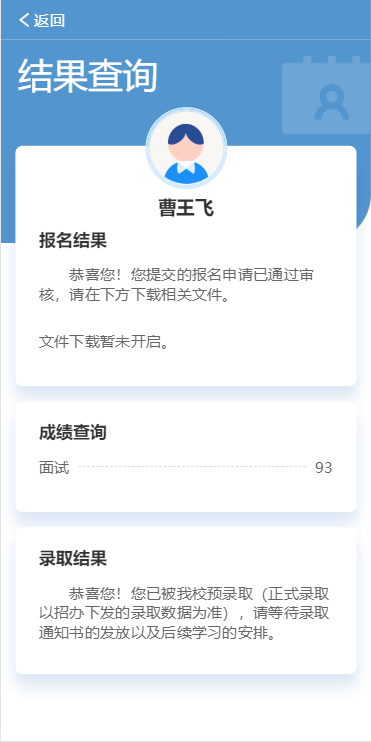 返回
结果查询
曹王飞
报名结果
恭喜您！您提交的报名申请已通过审
核，请在下方下载相关文件。
文件下载暂未开启。
成绩查询
面试 93
录取结果
恭喜您！您已被我校预录取（正式录取
以招办下发的录取数据为准），请等待录取
通知书的发放以及后续学习的安排。